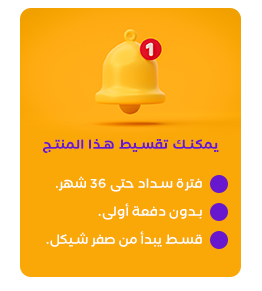 1
يمكنك تقسيط هذا المنتج
فترة سداد حتى 36 شهر.
بدون دفعة أولى.
قسط يبدأ من صفر شيكل.